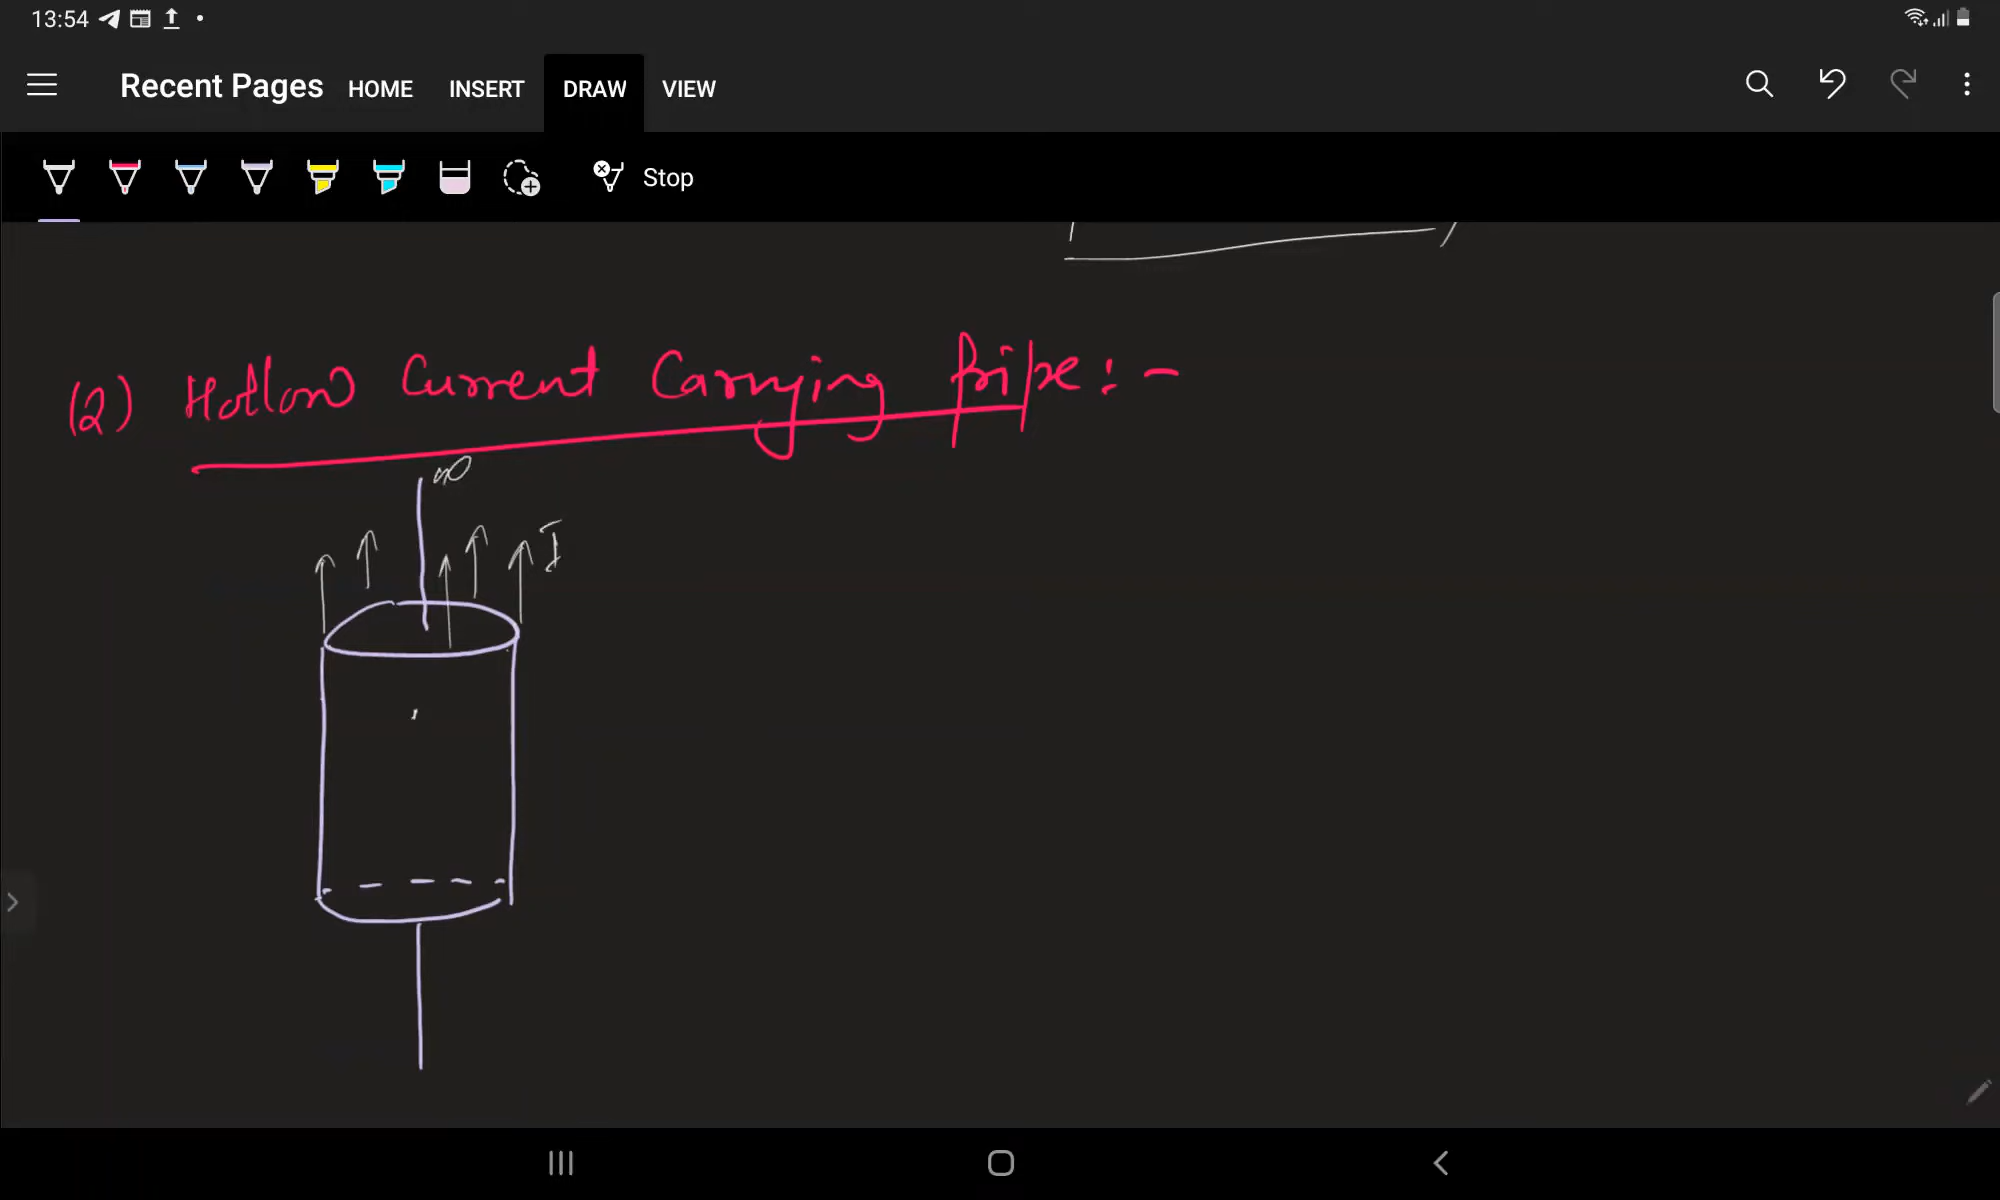 13:54
Recent Pages HOME INSERT DRAW VIEW
Stop
(2) Hollow Current Carrying Pipe:-
∞
I